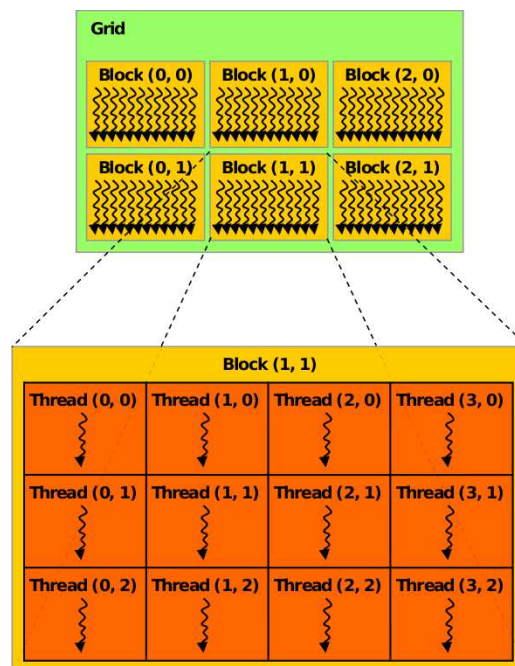 Grid
Block (0, 0) Block (1, 0) Block (2, 0)
Block (0, 1) Block (1, 1) Block (2, 1)
Block (1, 1)
Thread (0, 0) Thread (1, 0) Thread (2, 0) Thread (3, 0)
Thread (0, 1) Thread (1, 1) Thread (2, 1) Thread (3, 1)
Thread (0, 2) Thread (1, 2) Thread (2, 2) Thread (3, 2)